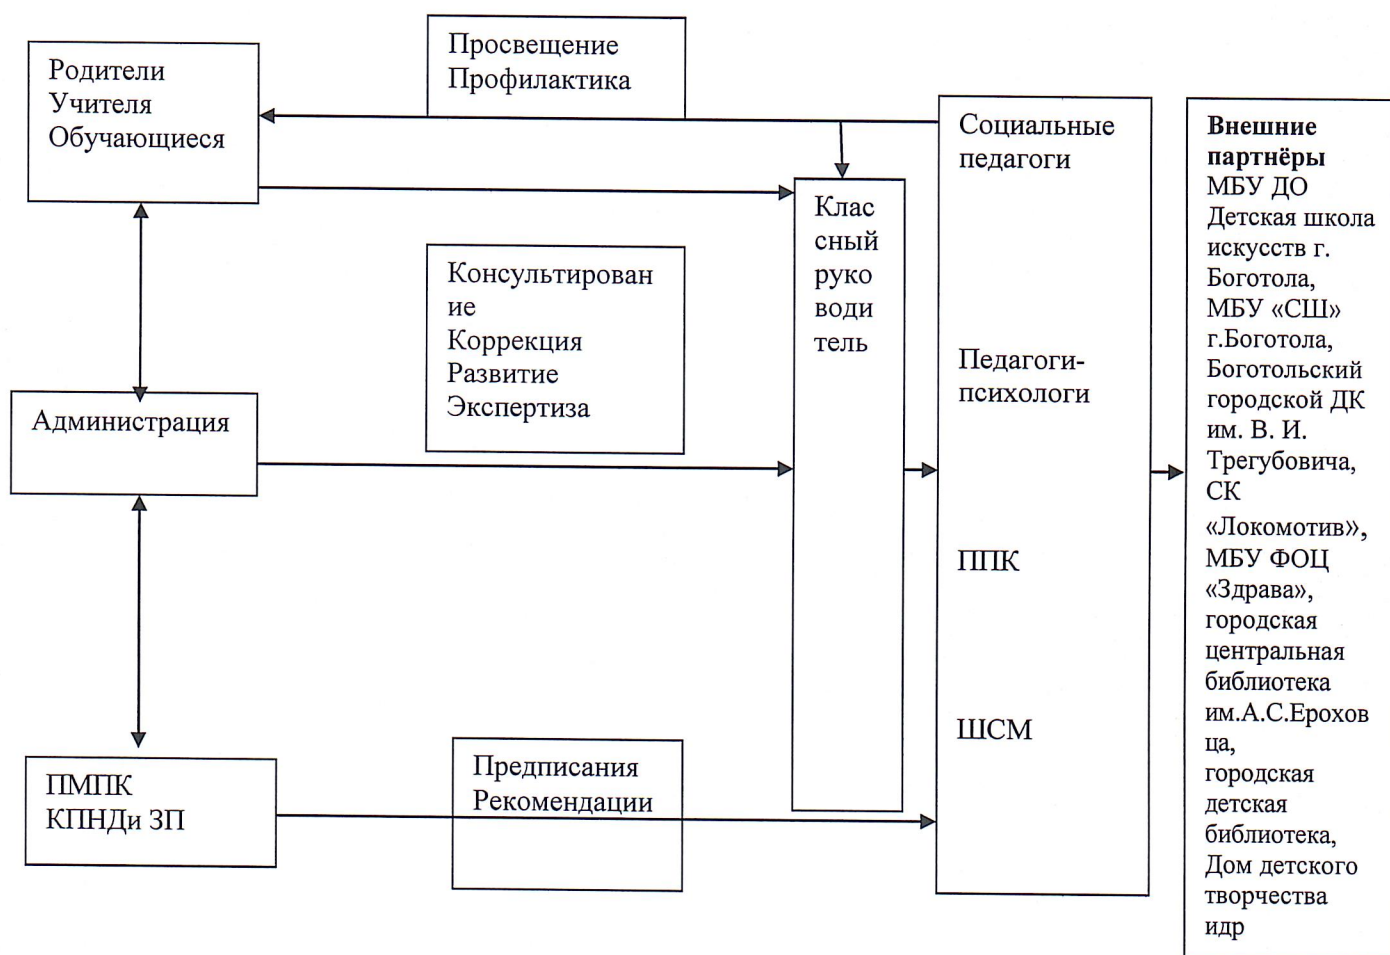 Родители
Учителя
Обучающиеся
Просвещение
Профилактика
Консультирован
ие
Коррекция
Развитие
Экспертиза
Администрация
ПМПК
КПНДи ЗП
Предписания
Рекомендации
Клас
сный
руко
води
тель
Социальные
педагоги
Педагоги-
психологи
ППК
ШСМ
Внешние
партнёры
МБУ ДО
Детская школа
искусств г.
Боготола,
МБУ «СШ»
г.Боготола,
Боготольский
городской ДК
им. В. И.
Трегубовича,
СК
«Локомотив»,
МБУ ФОЦ
«Здрава»,
городская
центральная
библиотека
им.А.С.Ерохов
ца,
городская
детская
библиотека,
Дом детского
творчества
идр